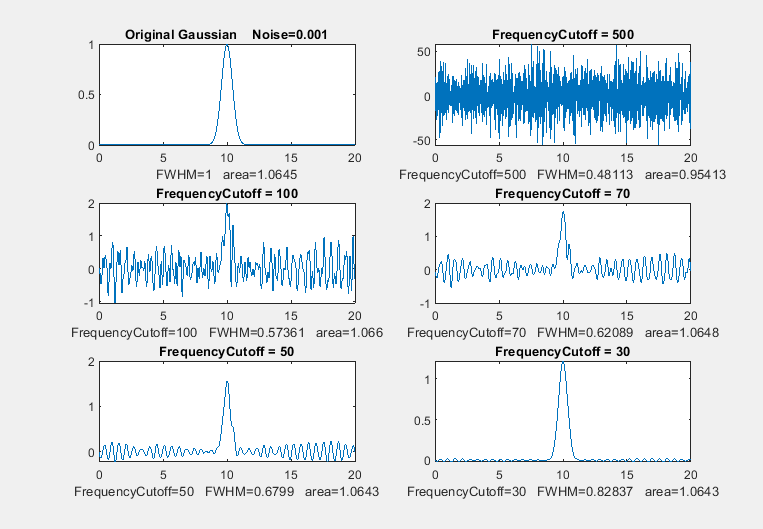 Original Gaussian    Noise=0.001
1
0.5
0
0 5 10 15 20
FWHM=1   area=1.0645
FrequencyCutoff = 500
50
0
-50
0 5 10 15 20
FrequencyCutoff=500   FWHM=0.48113   area=0.95413
FrequencyCutoff = 100
2
1
0
-1
0 5 10 15 20
FrequencyCutoff=100   FWHM=0.57361   area=1.066
FrequencyCutoff = 70
2
1
0
-1
0 5 10 15 20
FrequencyCutoff=70   FWHM=0.62089   area=1.0648
FrequencyCutoff = 50
2
1
0
0 5 10 15 20
FrequencyCutoff=50   FWHM=0.6799   area=1.0643
FrequencyCutoff = 30
1
0.5
0
0 5 10 15 20
FrequencyCutoff=30   FWHM=0.82837   area=1.0643